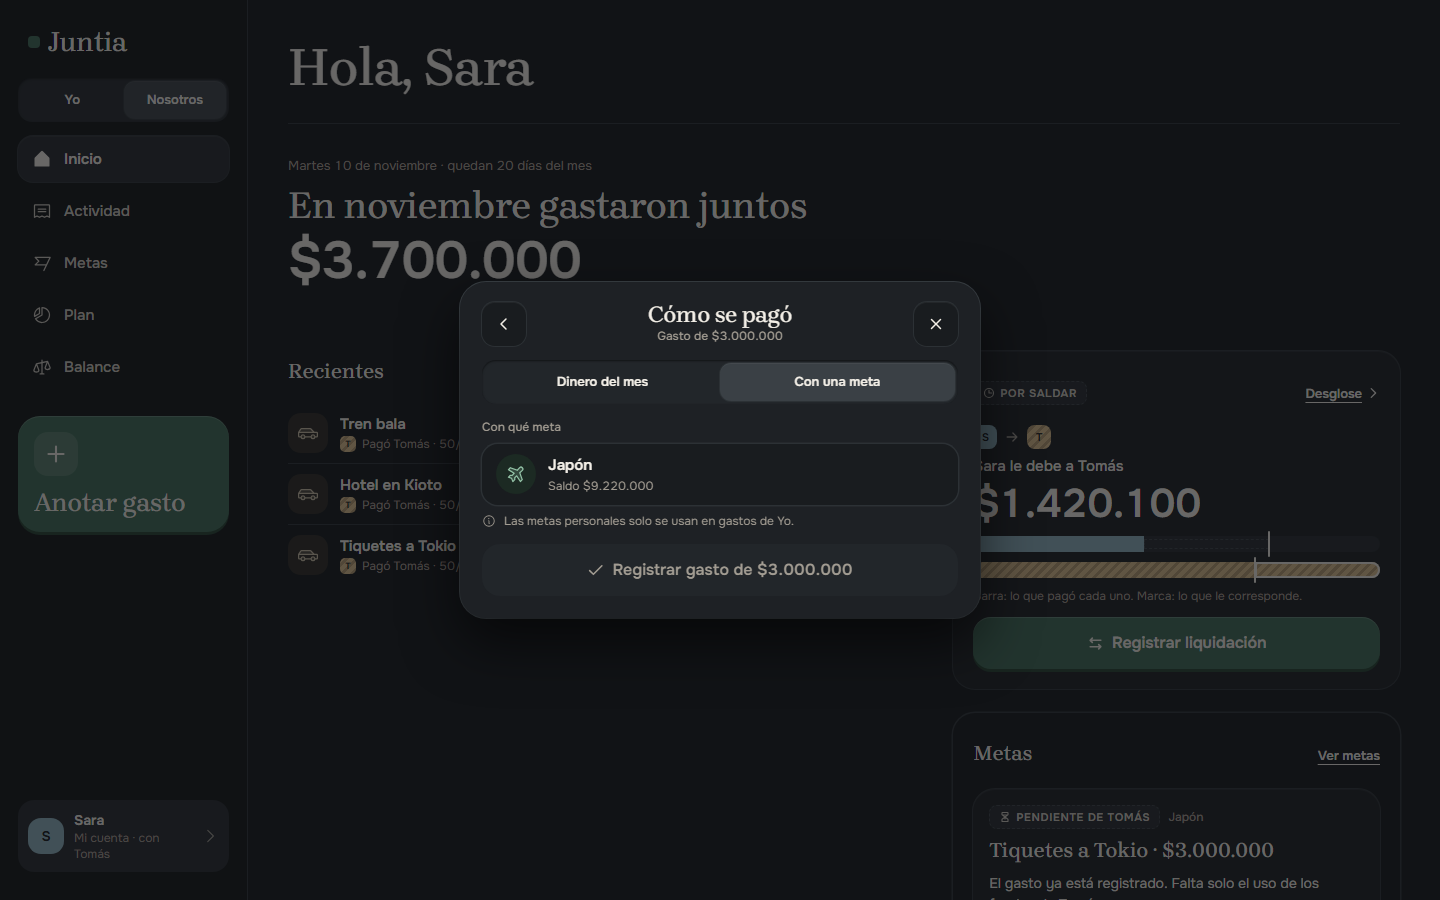 Juntia
Yo
Nosotros
Inicio
Actividad
Metas
Plan
Balance
Anotar gasto
S
Sara
Mi cuenta · con
Tomás
Hola, Sara
Martes 10 de noviembre · quedan 20 días del mes
En noviembre gastaron juntos
$3.700.000
Recientes
Tren bala
T Pagó Tomás · 50/
Hotel en Kioto
T Pagó Tomás · 50/
Tiquetes a Tokio
T Pagó Tomás · 50/
Cómo se pagó
Gasto de $3.000.000
Dinero del mes
Con una meta
Con qué meta
Japón
Saldo $9.220.000
Las metas personales solo se usan en gastos de Yo.
Registrar gasto de $3.000.000
POR SALDAR
Desglose
S
T
Sara le debe a Tomás
$1.420.100
arra: lo que pagó cada uno. Marca: lo que le corresponde.
Registrar liquidación
Metas
Ver metas
PENDIENTE DE TOMÁS
Japón
Tiquetes a Tokio · $3.000.000
El gasto ya está registrado. Falta solo el uso de los